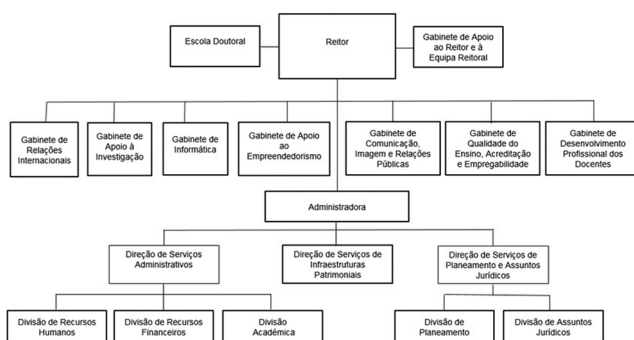 Escola Doutoral
Reitor
Gabinete de Apoio
ao Reitor e à
Equipa Reitoral
Gabinete de
Relações
Internacionais
Gabinete de
Apoio à
Investigação
Gabinete de
Informática
Gabinete de Apoio
ao
Empreendedorismo
Gabinete de
Comunicação,
Imagem e Relações
Públicas
Gabinete de
Qualidade do
Ensino, Acreditação
e Empregabilidade
Gabinete de
Desenvolvimento
Profissional dos
Docentes
Administradora
Direção de Serviços
Administrativos
Direção de Serviços de
Infraestruturas
Patrimoniais
Direção de Serviços de
Planeamento e Assuntos
Jurídicos
Divisão de Recursos
Humanos
Divisão de Recursos
Financeiros
Divisão
Académica
Divisão de
Planeamento
Divisão de Assuntos
Jurídicos